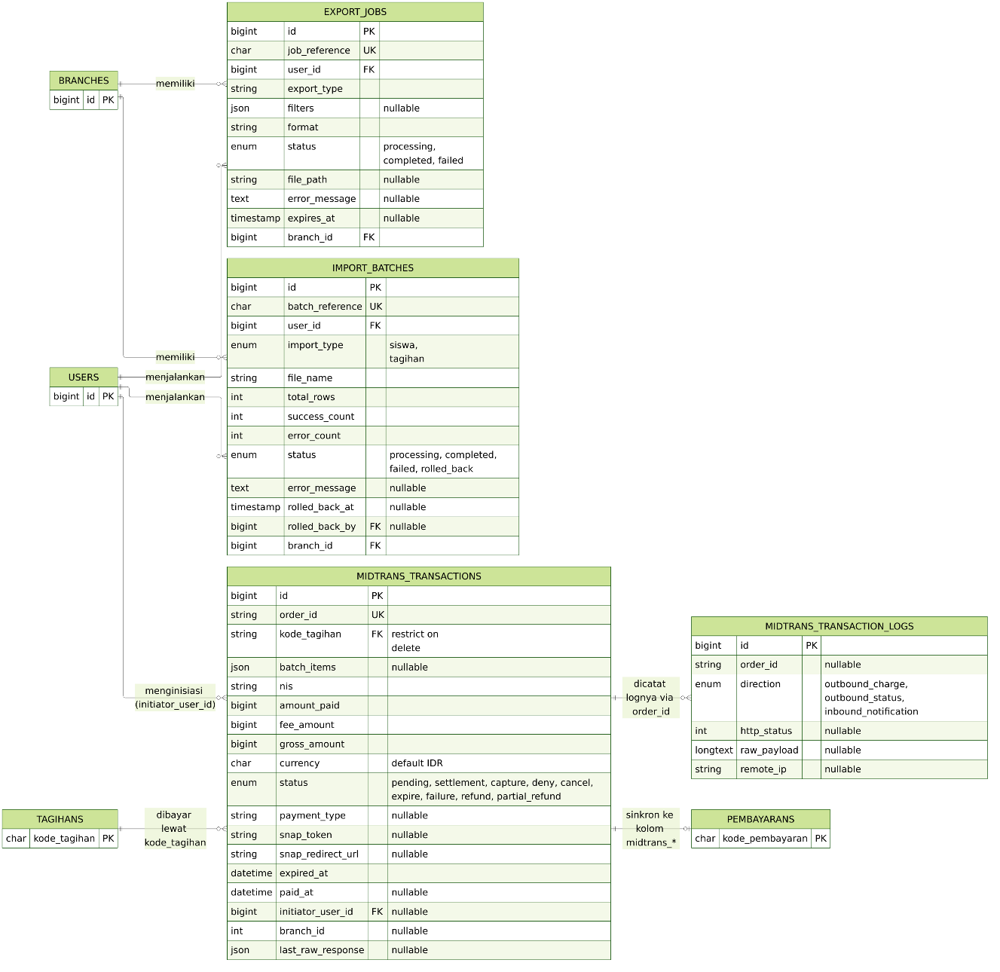 EXPORT_JOBS
bigint id PK
char job_reference UK
bigint user_id FK
string export_type
json filters nullable
string format
enum status processing,
completed, failed
string file_path nullable
text error_message nullable
timestamp expires_at nullable
bigint branch_id FK
BRANCHES
bigint id PK
memiliki
IMPORT_BATCHES
bigint id PK
char batch_reference UK
bigint user_id FK
enum import_type siswa,
tagihan
string file_name
int total_rows
int success_count
int error_count
enum status processing, completed,
failed, rolled_back
text error_message nullable
timestamp rolled_back_at nullable
bigint rolled_back_by FK nullable
bigint branch_id FK
memiliki
USERS
bigint id PK
menjalankan
menjalankan
MIDTRANS_TRANSACTIONS
bigint id PK
string order_id UK
string kode_tagihan FK restrict on
delete
json batch_items nullable
string nis
bigint amount_paid
bigint fee_amount
bigint gross_amount
char currency default IDR
enum status pending, settlement, capture, deny, cancel,
expire, failure, refund, partial_refund
string payment_type nullable
string snap_token nullable
string snap_redirect_url nullable
datetime expired_at
datetime paid_at nullable
bigint initiator_user_id FK nullable
int branch_id nullable
json last_raw_response nullable
menginisiasi
(initiator_user_id)
dicatat
lognya via
order_id
MIDTRANS_TRANSACTION_LOGS
bigint id PK
string order_id nullable
enum direction outbound_charge,
outbound_status,
inbound_notification
int http_status nullable
longtext raw_payload nullable
string remote_ip nullable
TAGIHANS
char kode_tagihan PK
dibayar
lewat
kode_tagihan
sinkron ke
kolom
midtrans_*
PEMBAYARANS
char kode_pembayaran PK